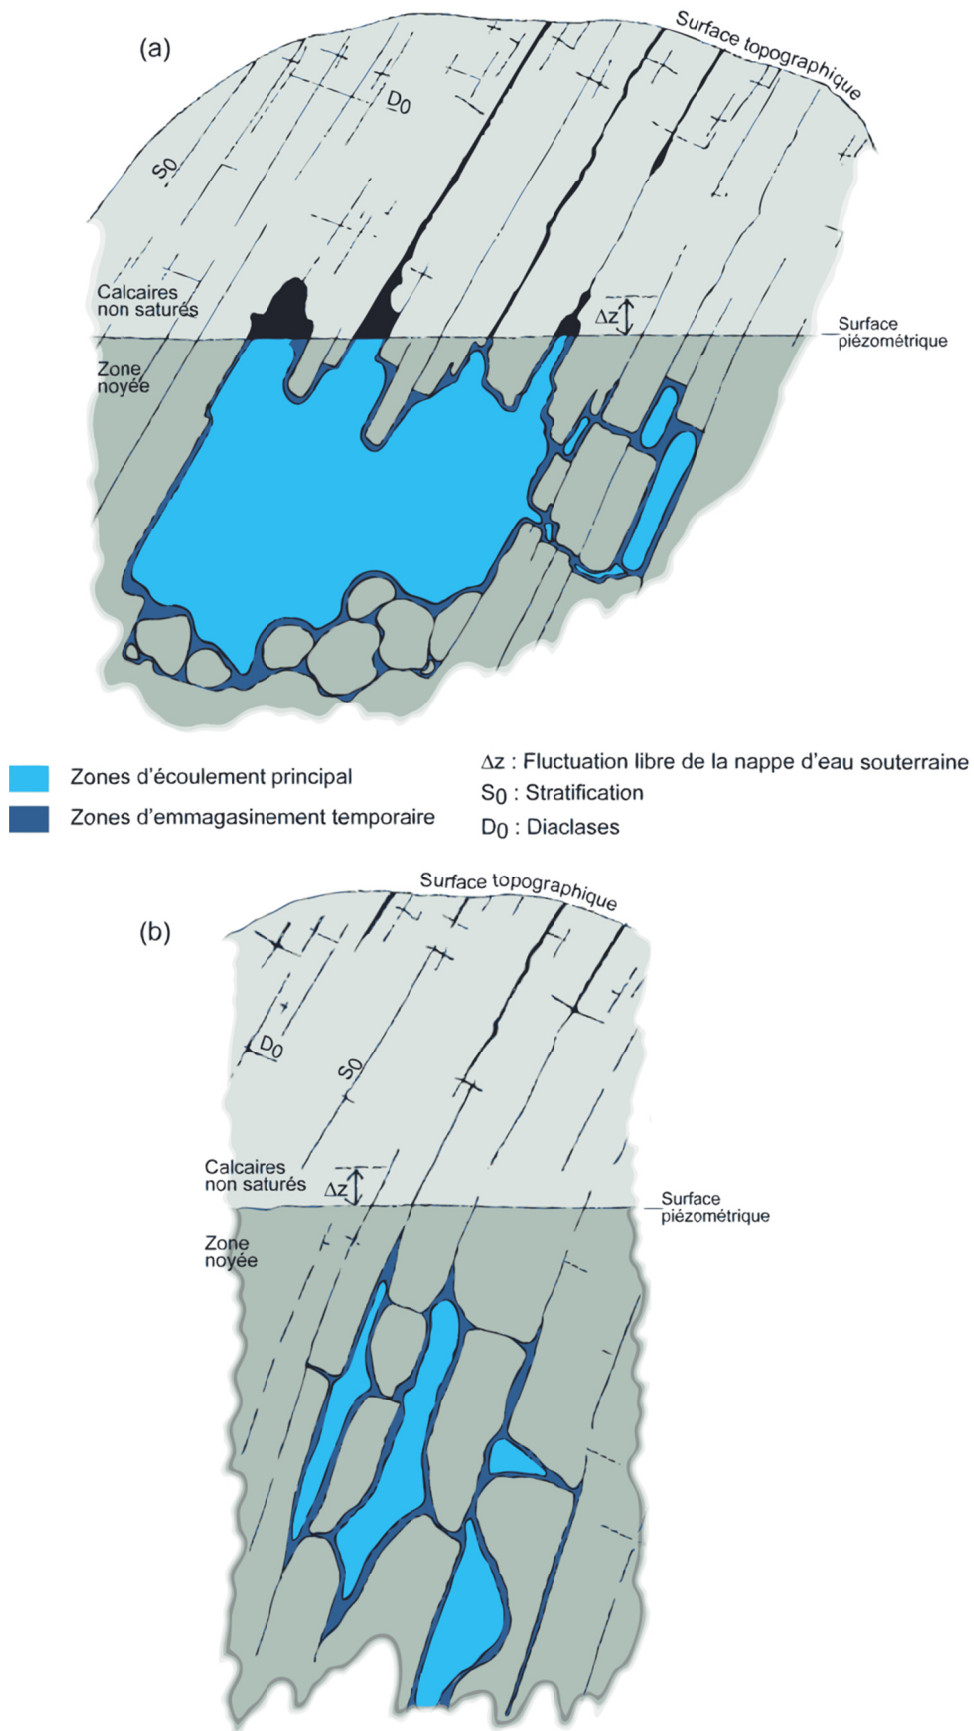 (a)
Surface topographique
D0
S0
Calcaires
non saturés
Δz
Surface
piézométrique
Zone
noyée
Zones d'écoulement principal
Zones d'emmagasinement temporaire
Δz : Fluctuation libre de la nappe d'eau souterraine
S0 : Stratification
D0 : Diaclases
Surface topographique
(b)
D0
S0
Calcaires
non saturés
Δz
Surface
piézométrique
Zone
noyée